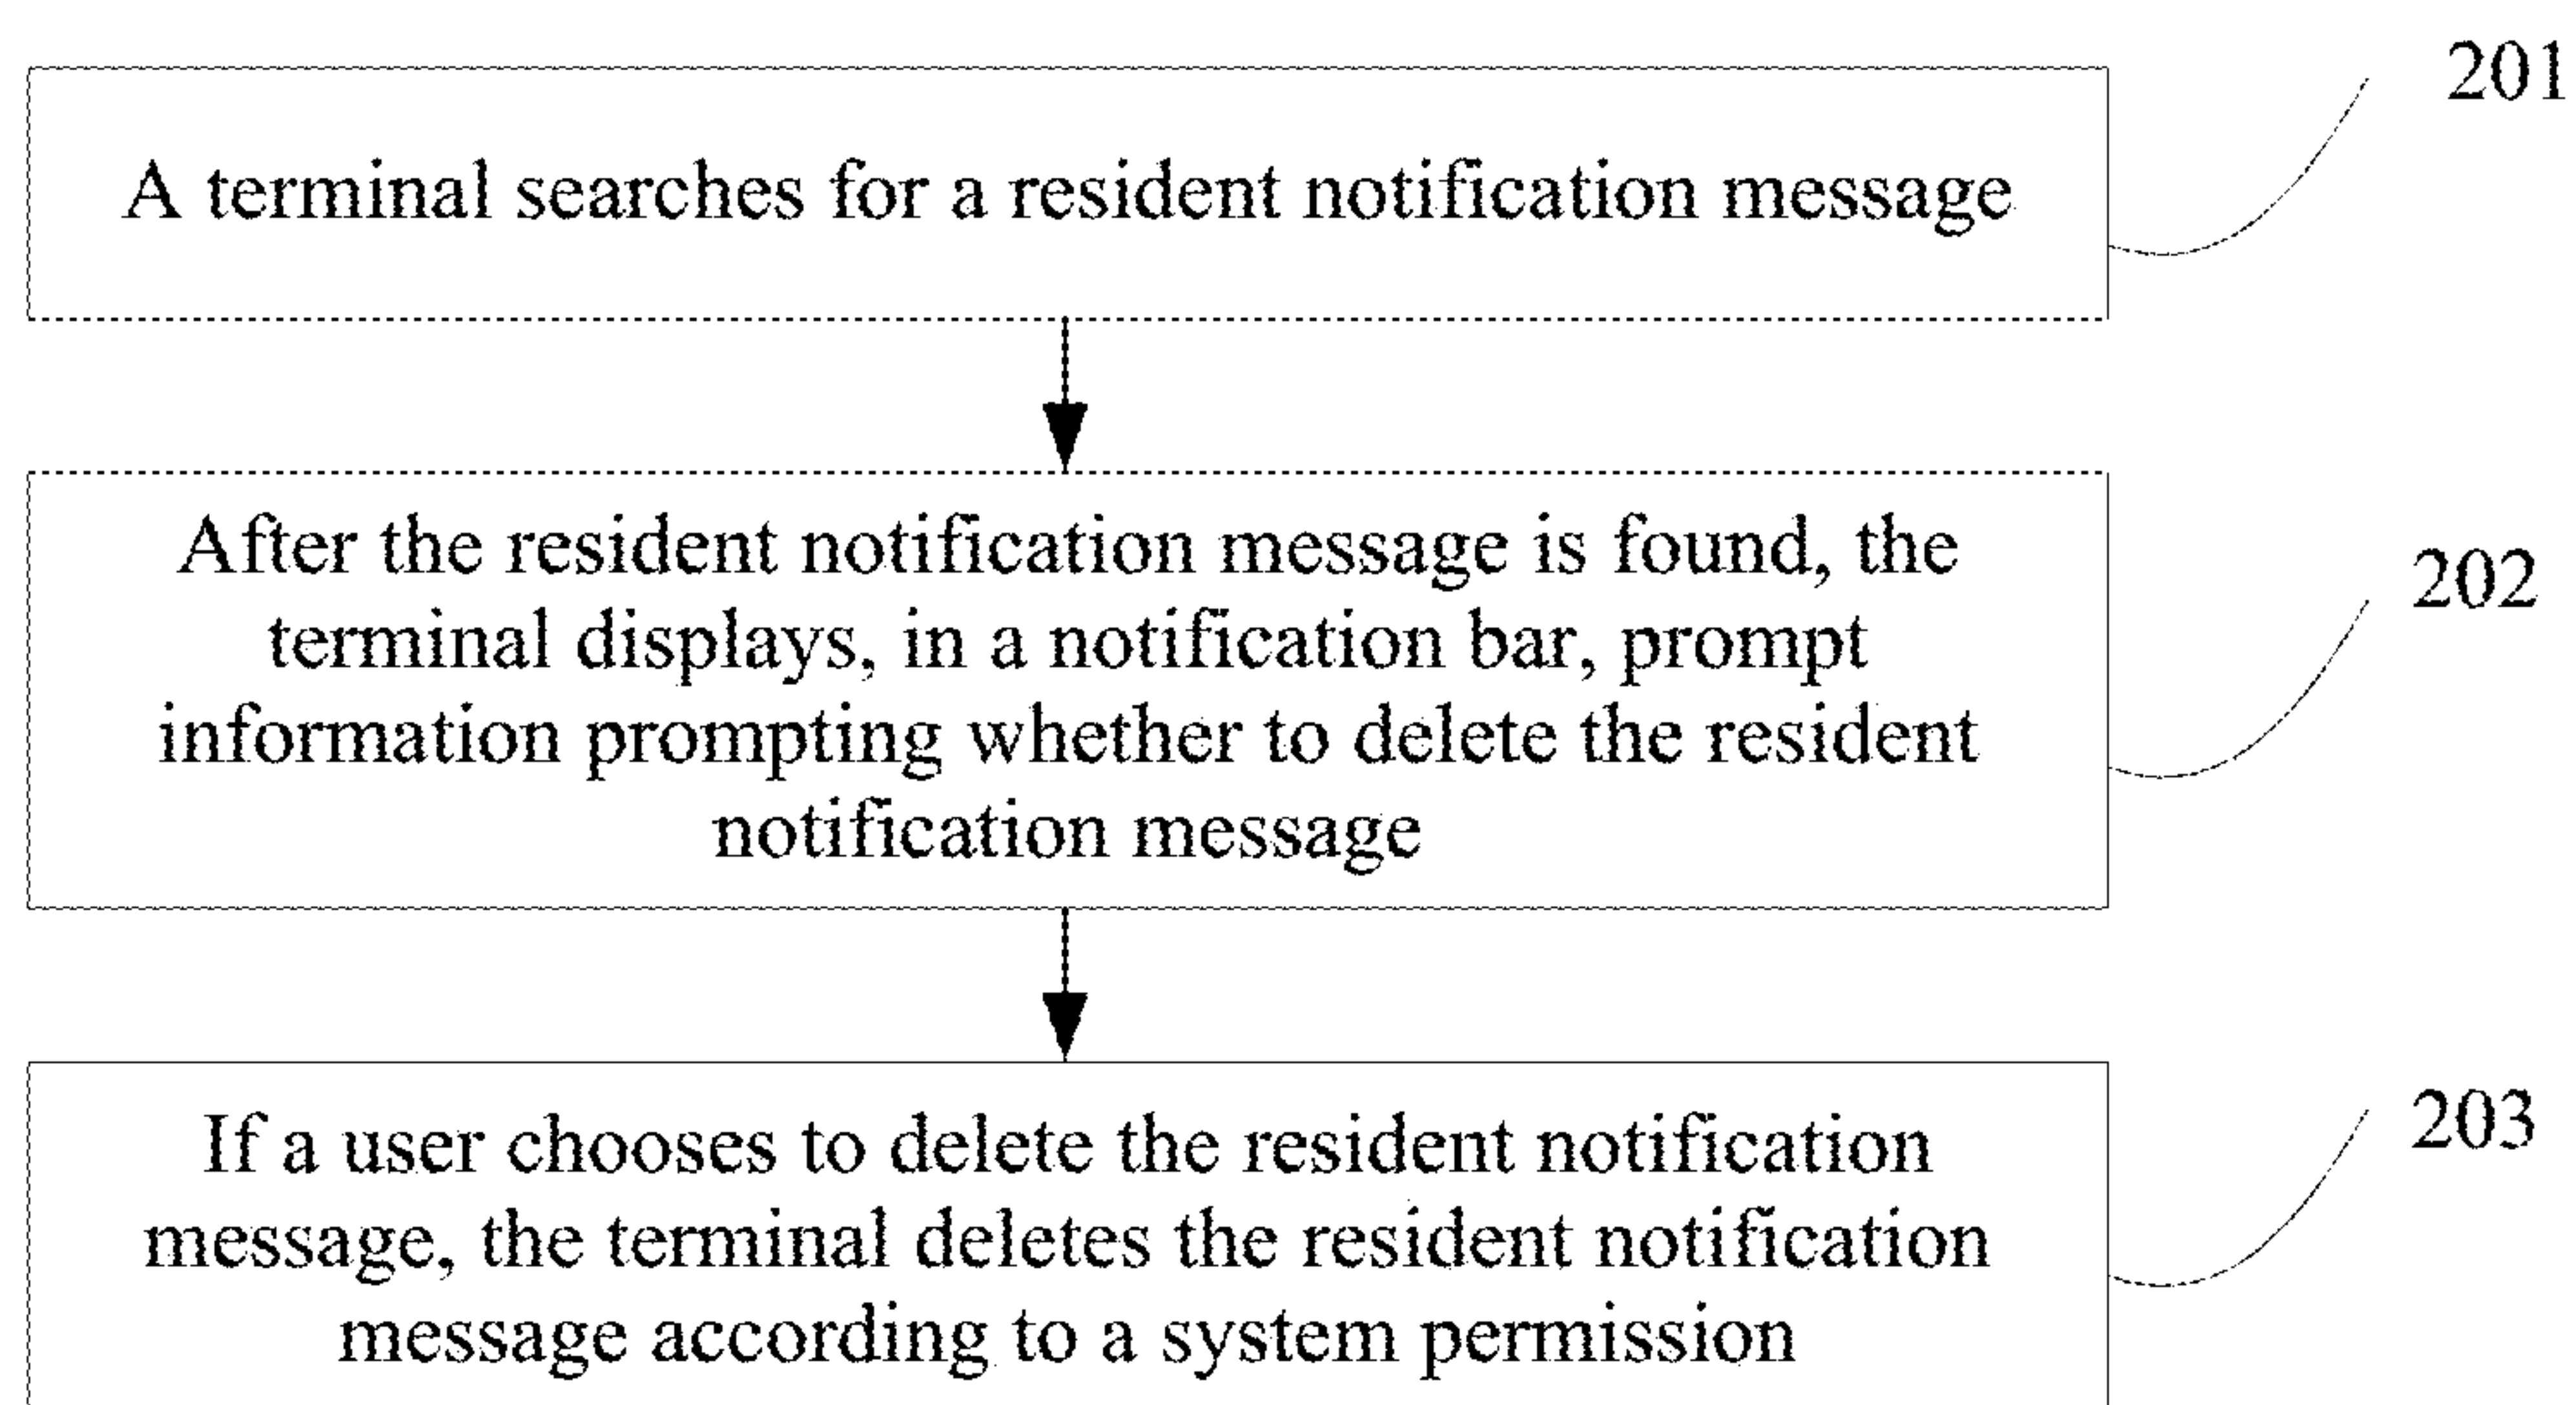 201
A terminal searches for a resident notification message
After the resident notification message is found, the
terminal displays, in a notification bar, prompt
information prompting whether to delete the resident
notification message
202
If a user chooses to delete the resident notification
message, the terminal deletes the resident notification
message according to a system permission
203